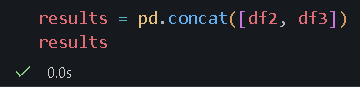 results = pd.concat([df2, df3])
results
0.0s